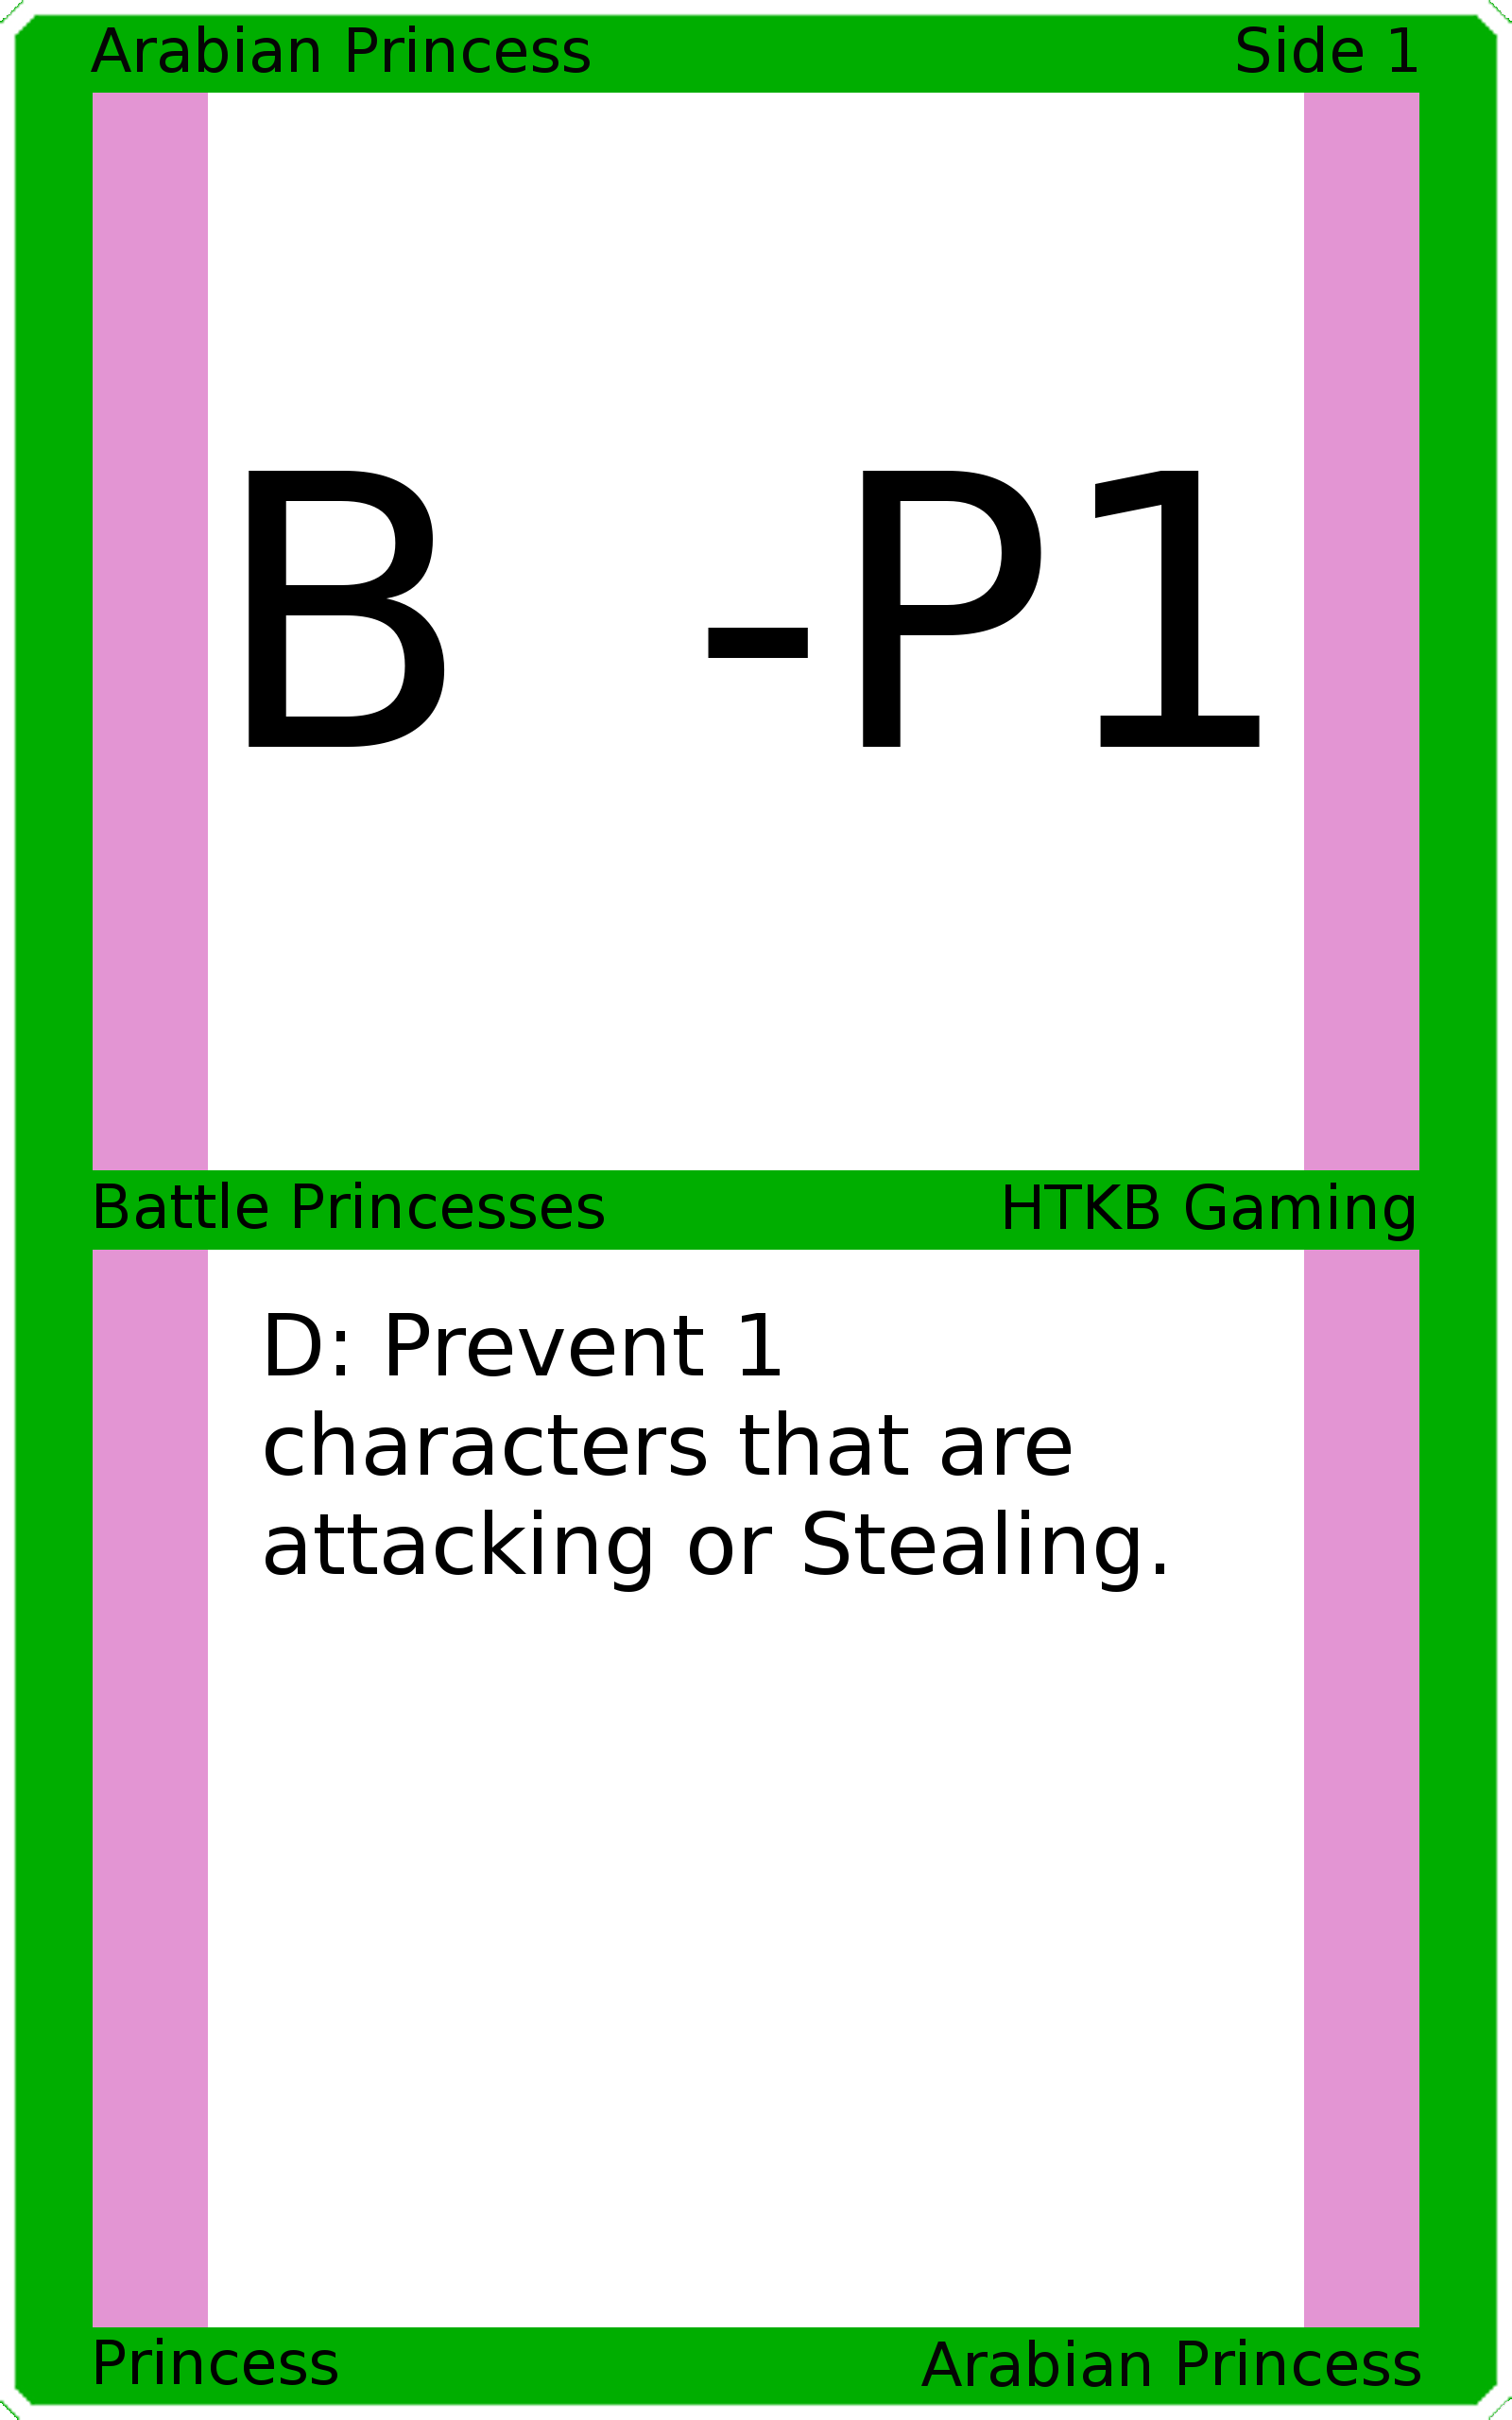 Arabian Princess Side 1
B -P1
Battle Princesses HTKB Gaming
D: Prevent 1
characters that are
attacking or Stealing.
Princess Arabian Princess